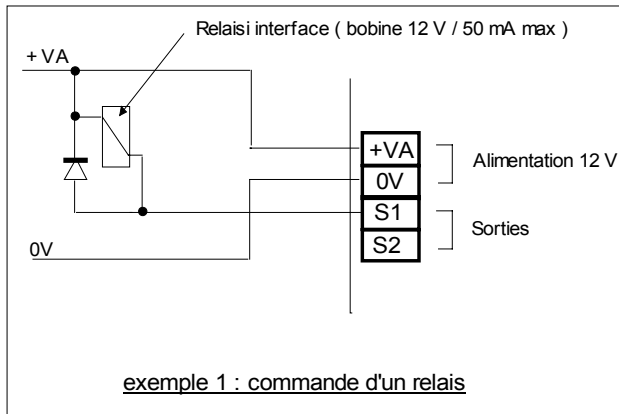 Relaisi interface ( bobine 12 V / 50 mA max )
+ VA
+VA
Alimentation 12 V
0V
S1
Sorties
S2
0V
exemple 1 : commande d'un relais